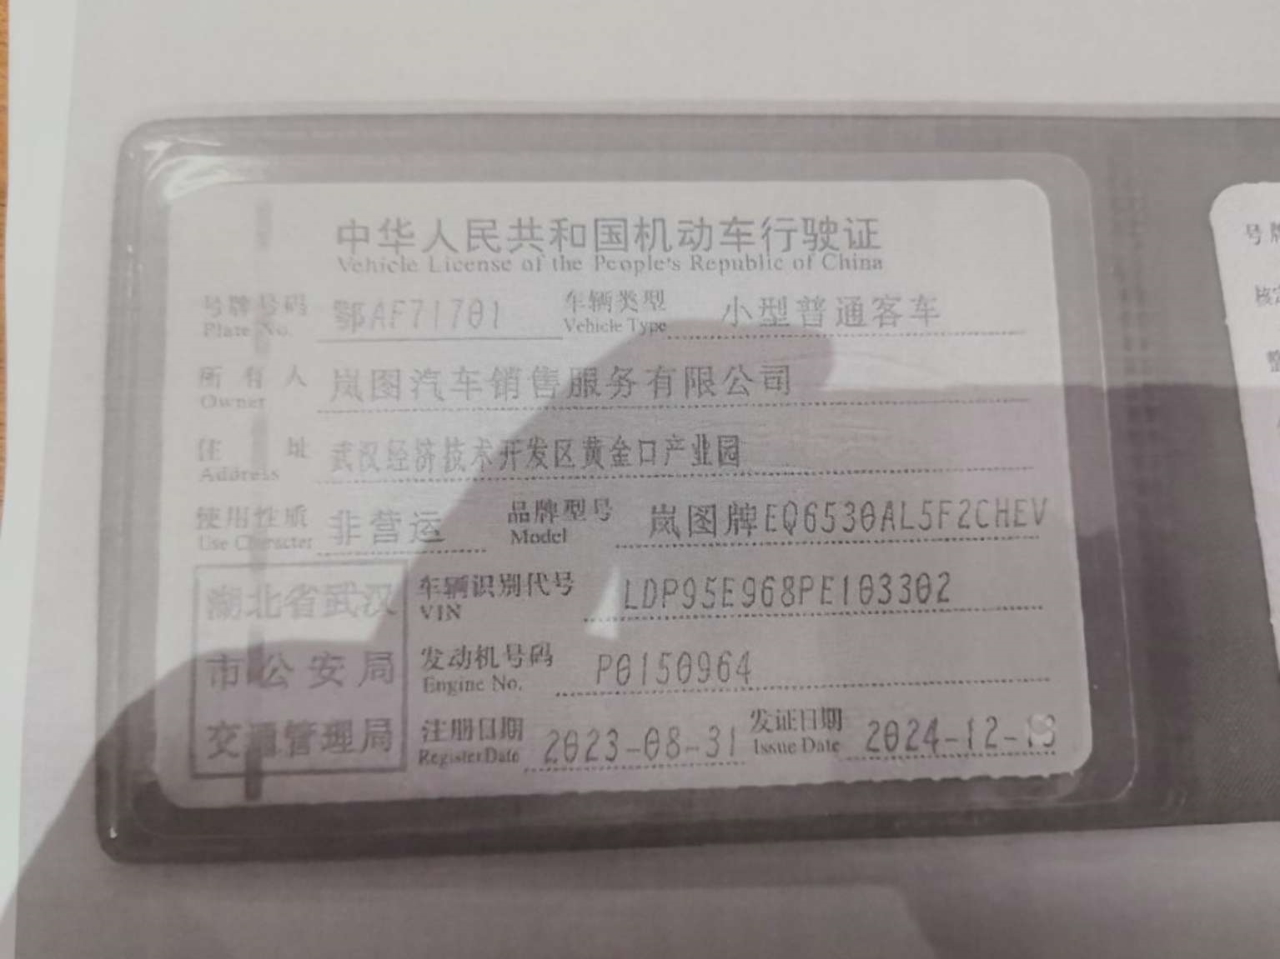 中华人民共和国机动车行驶证
Vehicle License of the People's Republic of China
号牌号码 鄂AF71701 车辆类型 小型普通客车
Plate No. Vehicle Type
所有人 岚图汽车销售服务有限公司
Owner
住址 武汉经济技术开发区黄金口产业园
Address
使用性质 非营运 品牌型号 岚图牌EQ6530AL5F2CHEV
Use Character Model
湖北省武汉
市公安局
交通管理局
车辆识别代号 LDP95E968PE103302
VIN
发动机号码 P0150964
Engine No.
注册日期 2023-08-31 发证日期 2024-12-
Register Date Issue Date
号牌